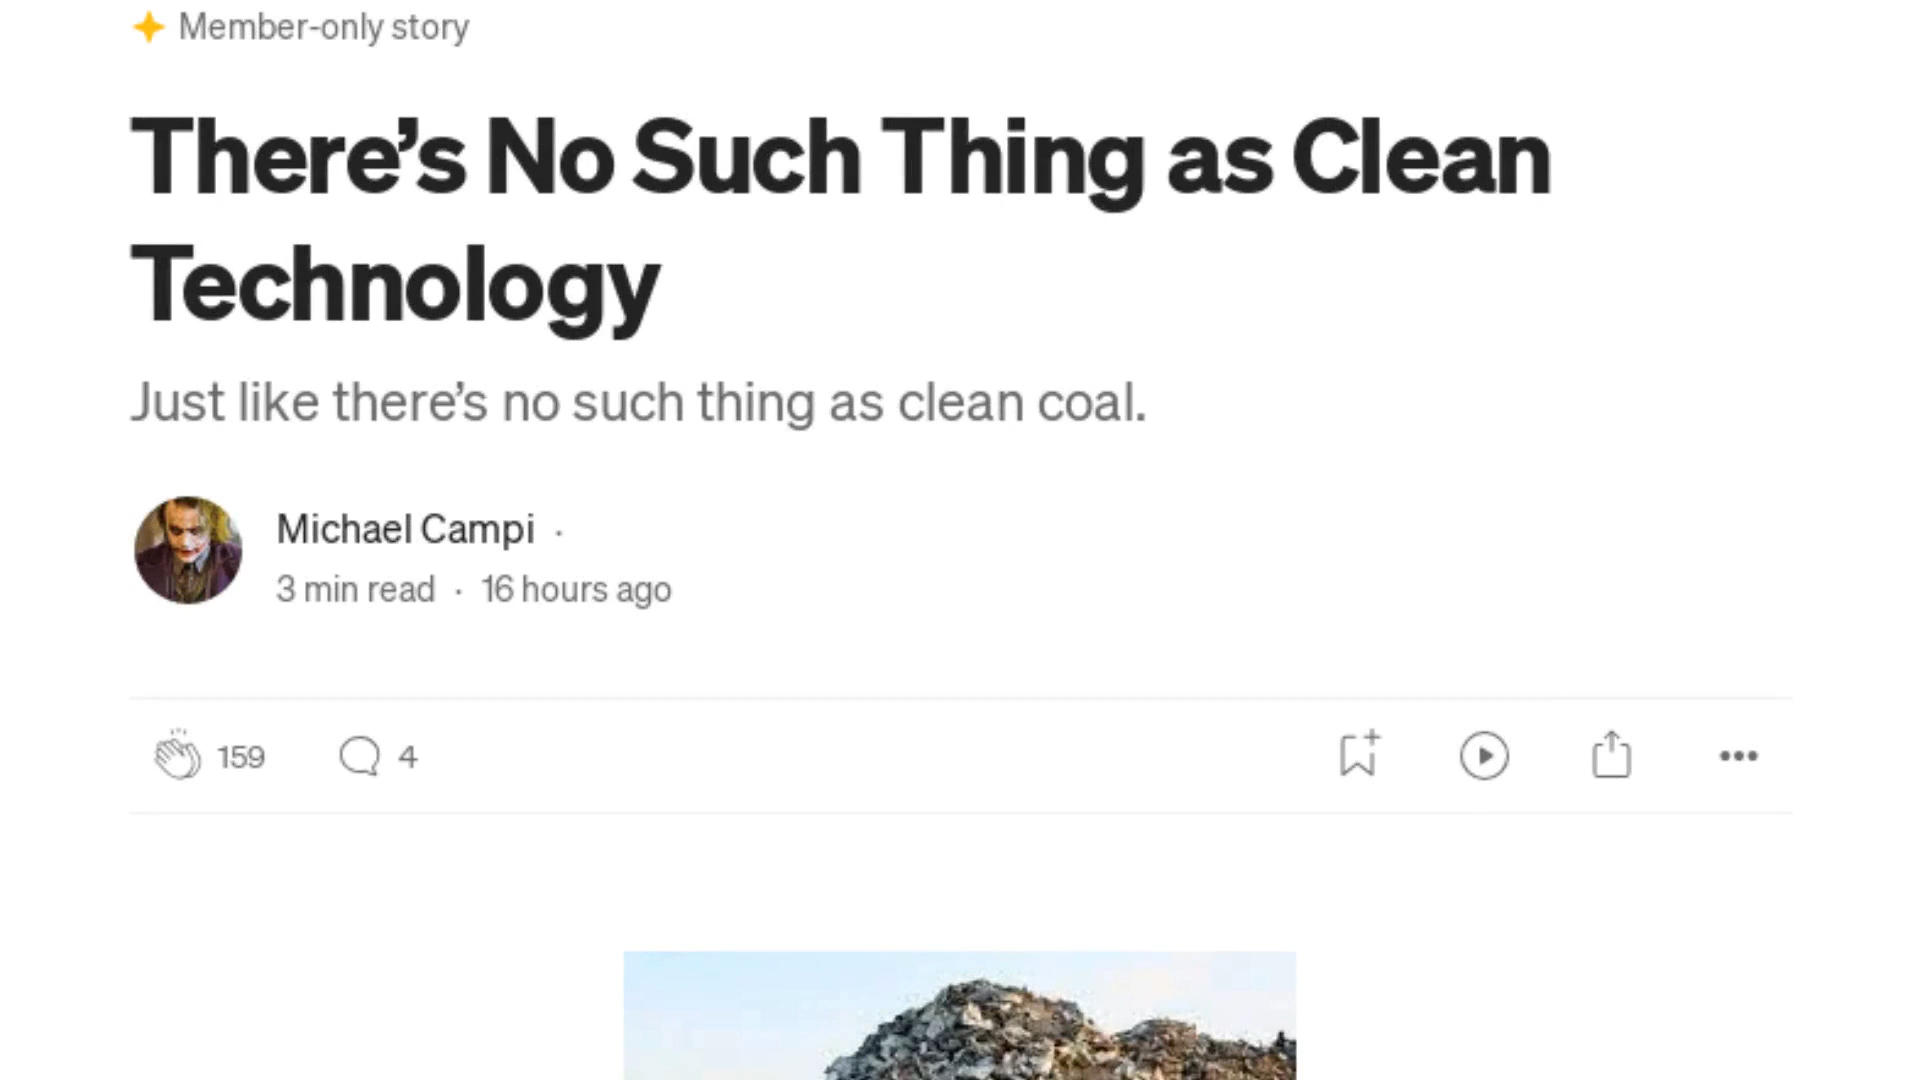 Member-only story
There’s No Such Thing as Clean
Technology
Just like there’s no such thing as clean coal.
Michael Campi ·
3 min read · 16 hours ago
159 4